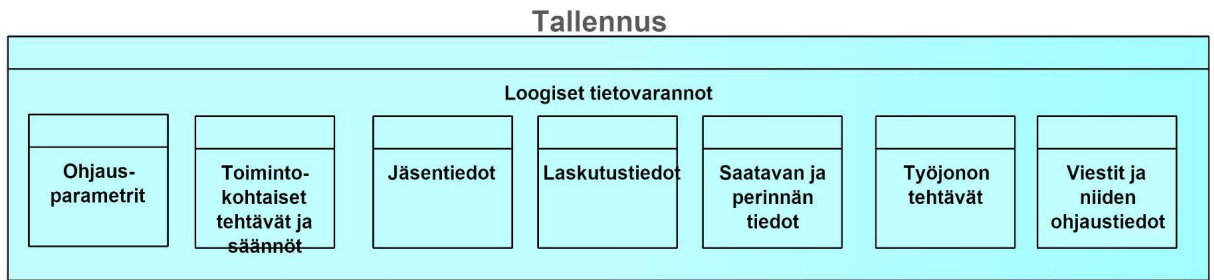 Tallennus
Loogiset tietovarannot
Ohjaus-
parametrit
Toiminto-
kohtaiset
tehtävät ja
säännöt
Jäsentiedot
Laskutustiedot
Saatavan ja
perinnän
tiedot
Työjonon
tehtävät
Viestit ja
niiden
ohjaustiedot